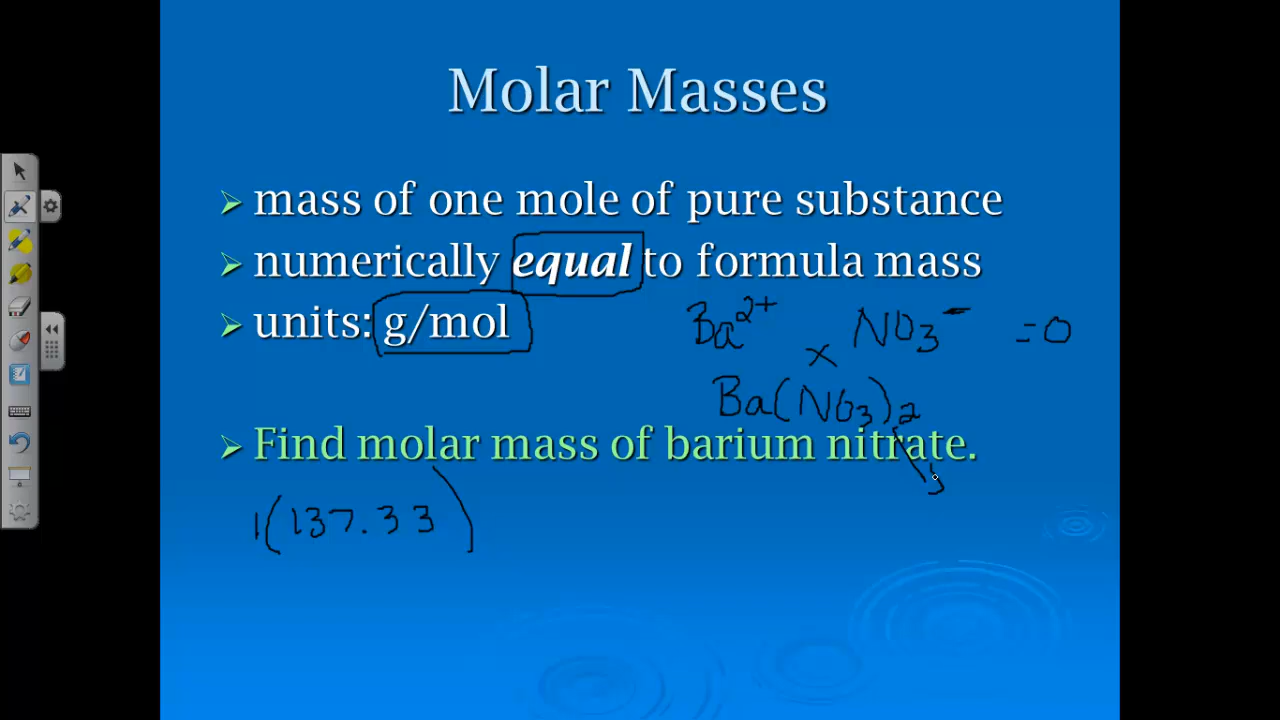 Molar Masses
mass of one mole of pure substance
numerically equal to formula mass
units: g/mol
Ba²⁺ NO₃⁻ =0
x
Ba(NO₃)₂
Find molar mass of barium nitrate.
1(137.33)